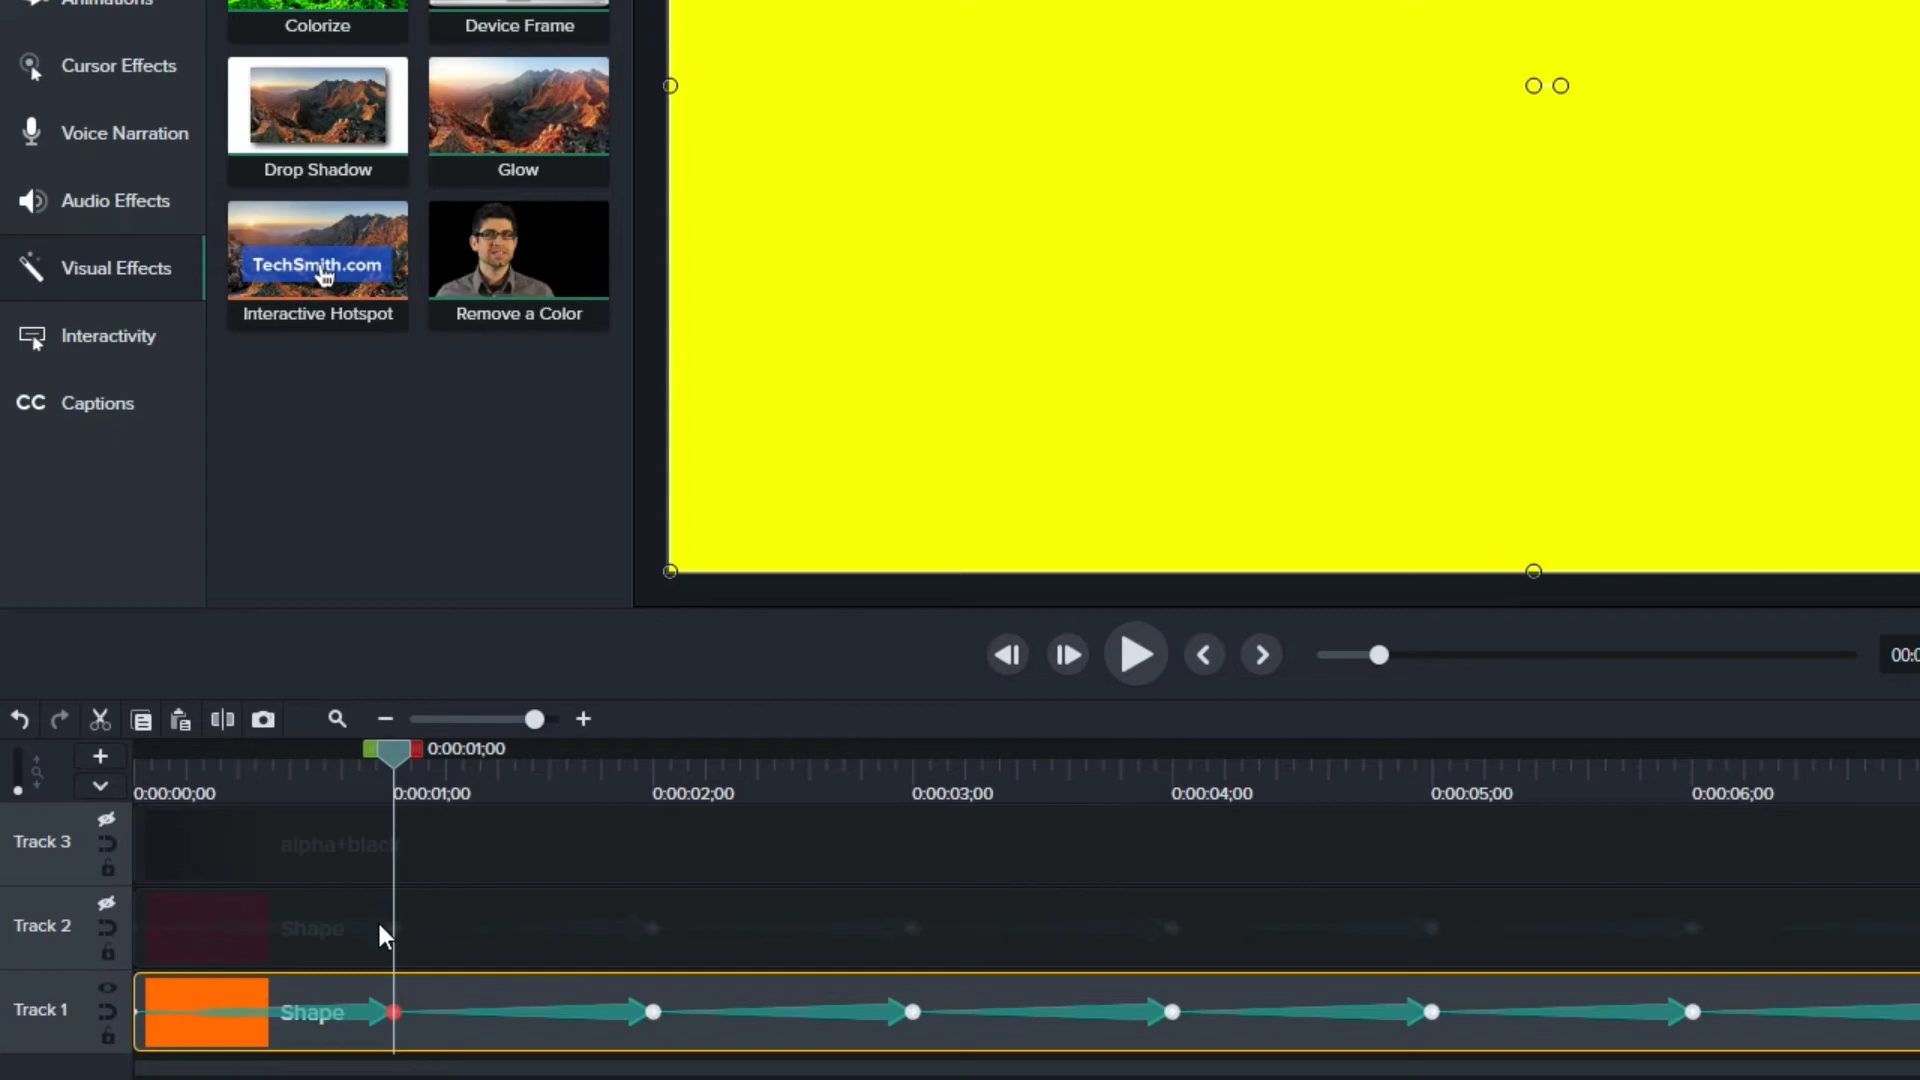 Animations
Cursor Effects
Voice Narration
Audio Effects
Visual Effects
Interactivity
CC Captions
Colorize
Device Frame
Drop Shadow
Glow
TechSmith.com
Interactive Hotspot
Remove a Color
00:0
0:00:01;00
0:00:00;00
0:00:01;00
0:00:02;00
0:00:03;00
0:00:04;00
0:00:05;00
0:00:06;00
Track 3
alpha+black
Track 2
Shape
Track 1
Shape